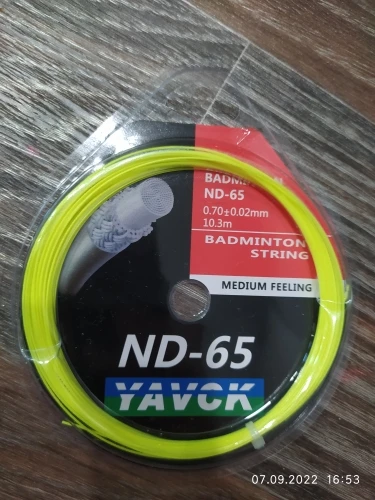 BADMINTON
ND-65
0.70±0.02mm
10.3m
BADMINTON
STRING
MEDIUM FEELING
ND-65
YAVCK
07.09.2022 16:53